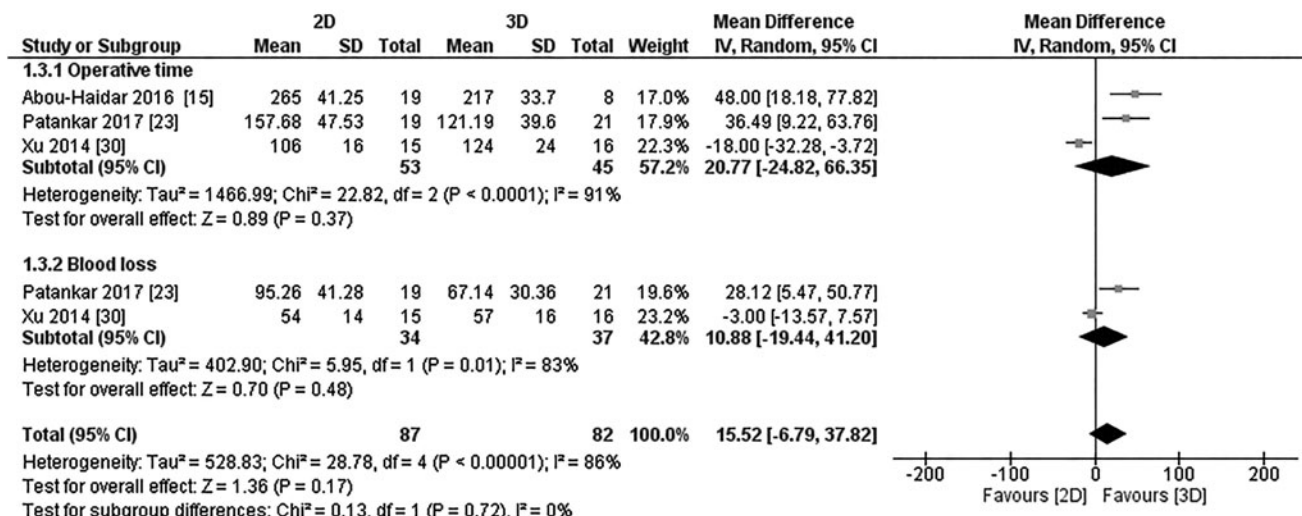 2D 3D Mean Difference Mean Difference
Study or Subgroup Mean SD Total Mean SD Total Weight IV, Random, 95% CI IV, Random, 95% CI
1.3.1 Operative time
Abou-Haidar 2016 [15] 265 41.25 19 217 33.7 8 17.0% 48.00 [18.18, 77.82]
Patankar 2017 [23] 157.68 47.53 19 121.19 39.6 21 17.9% 36.49 [9.22, 63.76]
Xu 2014 [30] 106 16 15 124 24 16 22.3% -18.00 [-32.28, -3.72]
Subtotal (95% CI) 53 45 57.2% 20.77 [-24.82, 66.35]
Heterogeneity: Tau² = 1466.99; Chi² = 22.82, df = 2 (P < 0.0001); I² = 91%
Test for overall effect: Z = 0.89 (P = 0.37)
1.3.2 Blood loss
Patankar 2017 [23] 95.26 41.28 19 67.14 30.36 21 19.6% 28.12 [5.47, 50.77]
Xu 2014 [30] 54 14 15 57 16 16 23.2% -3.00 [-13.57, 7.57]
Subtotal (95% CI) 34 37 42.8% 10.88 [-19.44, 41.20]
Heterogeneity: Tau² = 402.90; Chi² = 5.95, df = 1 (P = 0.01); I² = 83%
Test for overall effect: Z = 0.70 (P = 0.48)
Total (95% CI) 87 82 100.0% 15.52 [-6.79, 37.82]
Heterogeneity: Tau² = 528.83; Chi² = 28.78, df = 4 (P < 0.00001); I² = 86%
Test for overall effect: Z = 1.36 (P = 0.17)
Test for subgroup differences: Chi² = 0.13, df = 1 (P = 0.72), I² = 0%
-200 -100 0 100 200
Favours [2D] Favours [3D]